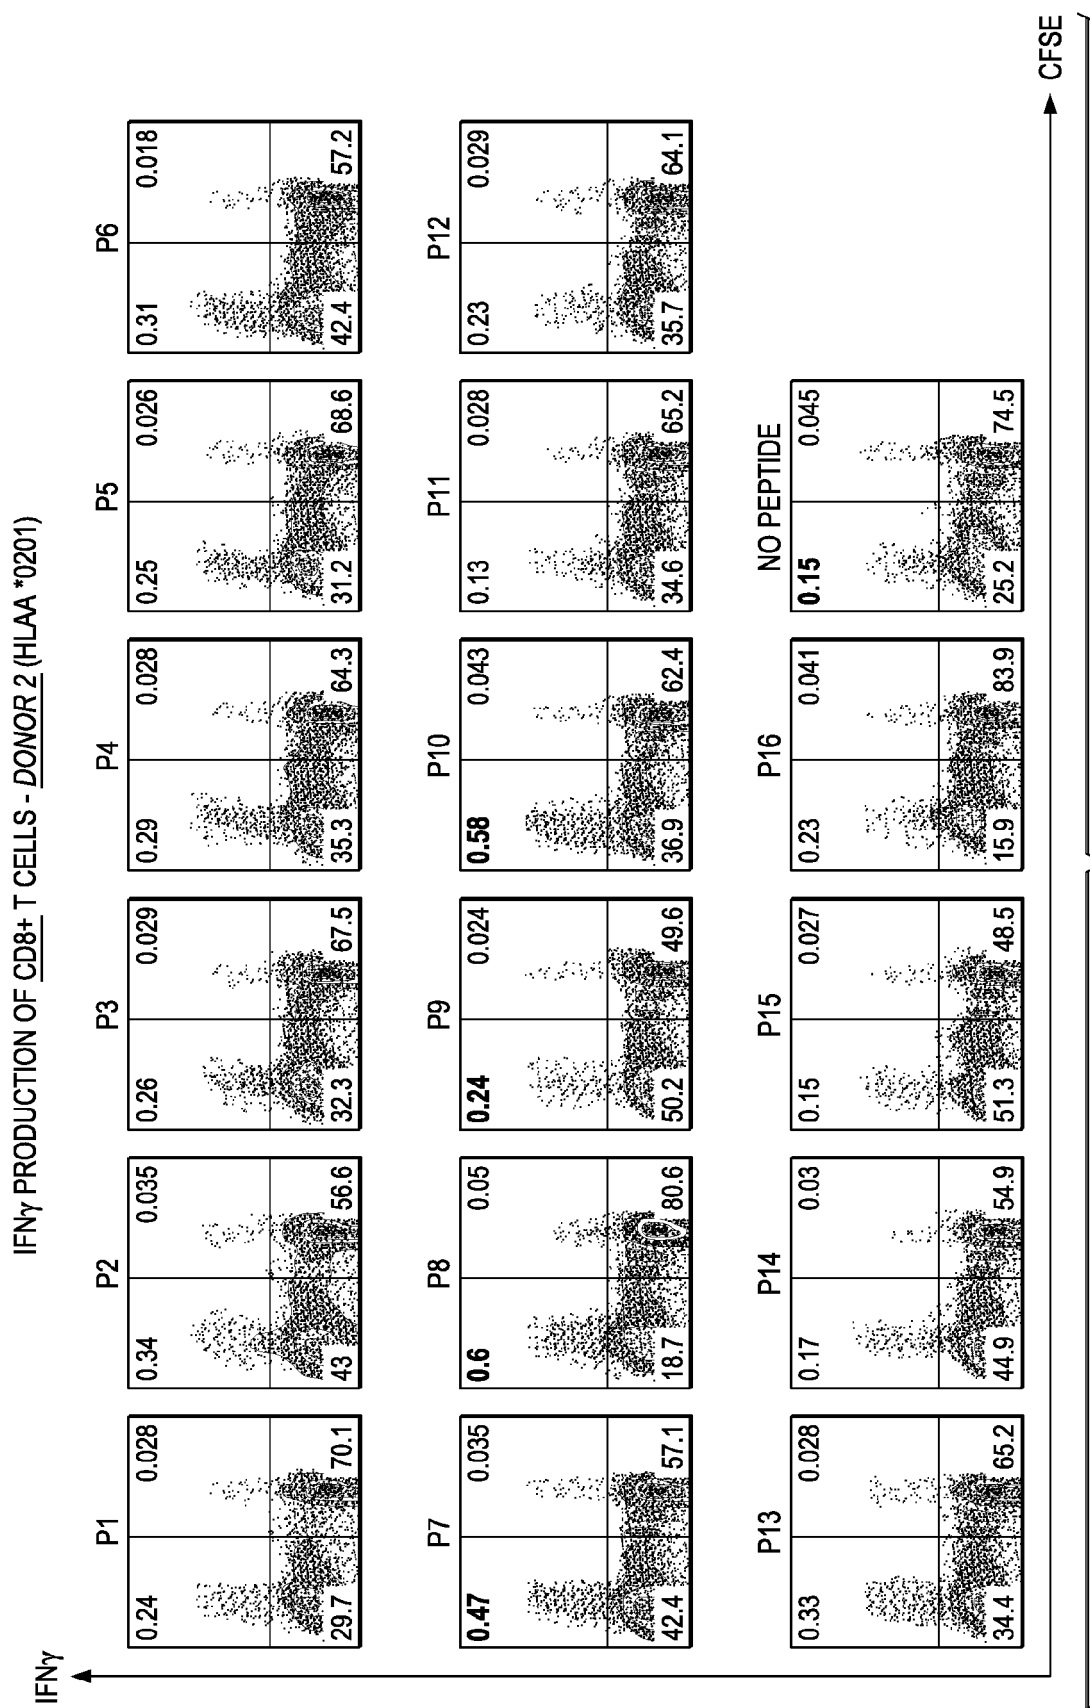 IFNγ PRODUCTION OF CD8+ T CELLS - DONOR 2 (HLAA *0201)
IFNγ
P1
0.24 0.028
29.7 70.1
P2
0.34 0.035
43 56.6
P3
0.26 0.029
32.3 67.5
P4
0.29 0.028
35.3 64.3
P5
0.25 0.026
31.2 68.6
P6
0.31 0.018
42.4 57.2
P7
0.47 0.035
42.4 57.1
P8
0.6 0.05
18.7 80.6
P9
0.24 0.024
50.2 49.6
P10
0.58 0.043
36.9 62.4
P11
0.13 0.028
34.6 65.2
P12
0.23 0.029
35.7 64.1
P13
0.33 0.028
34.4 65.2
P14
0.17 0.03
44.9 54.9
P15
0.15 0.027
51.3 48.5
P16
0.23 0.041
15.9 83.9
NO PEPTIDE
0.15 0.045
25.2 74.5
CFSE